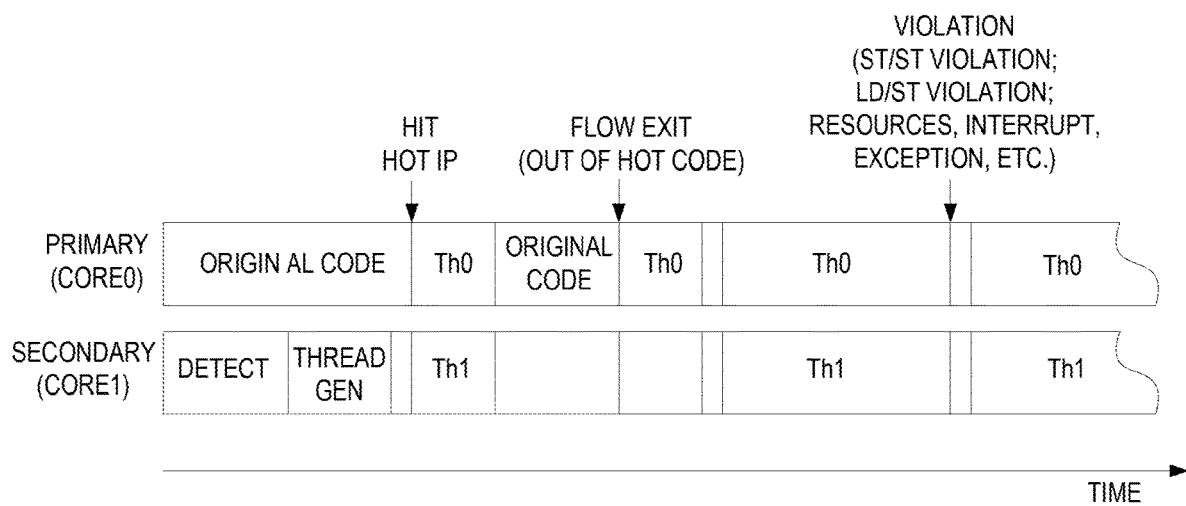 VIOLATION
(ST/ST VIOLATION;
LD/ST VIOLATION;
RESOURCES, INTERRUPT,
EXCEPTION, ETC.)
HIT
HOT IP
FLOW EXIT
(OUT OF HOT CODE)
PRIMARY
(CORE0)
ORIGIN AL CODE
Th0
ORIGINAL
CODE
Th0
Th0
Th0
SECONDARY
(CORE1)
DETECT
THREAD
GEN
Th1
Th1
Th1
TIME